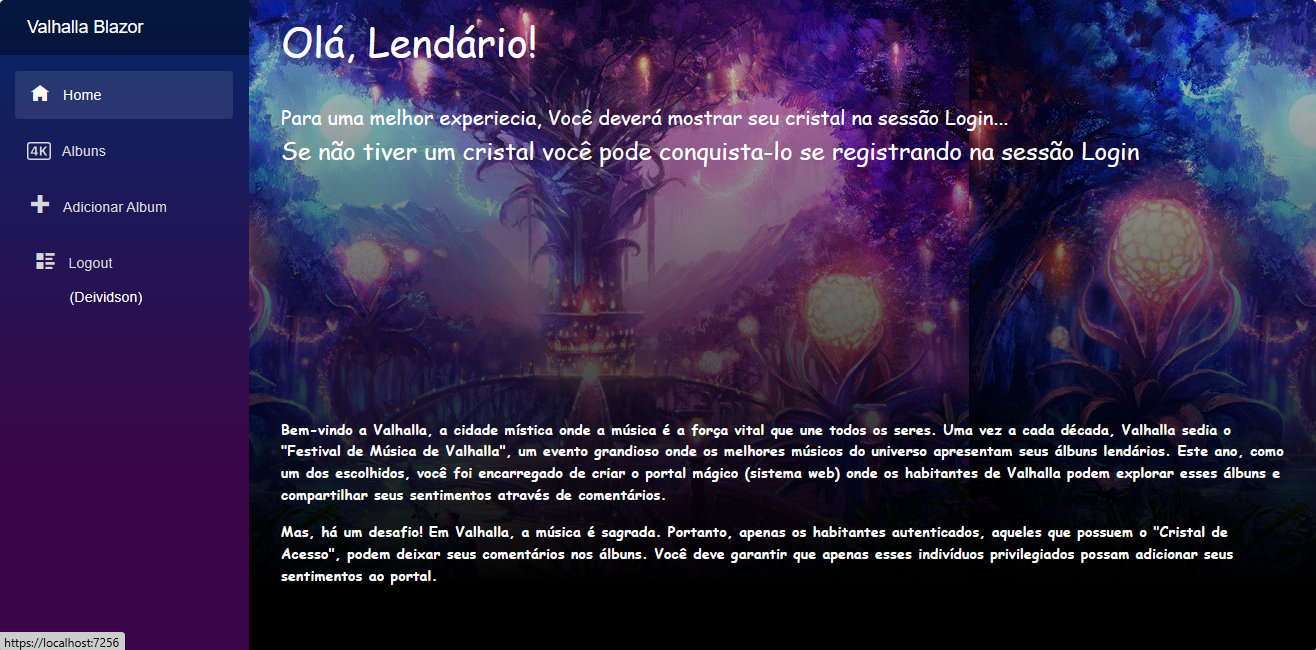 Valhalla Blazor
Home
4K Albuns
Adicionar Album
Logout
(Deividson)
Olá, Lendário!
Para uma melhor experiecia, Você deverá mostrar seu cristal na sessão Login...
Se não tiver um cristal você pode conquista-lo se registrando na sessão Login
Bem-vindo a Valhalla, a cidade mística onde a música é a força vital que une todos os seres. Uma vez a cada década, Valhalla sedia o
"Festival de Música de Valhalla", um evento grandioso onde os melhores músicos do universo apresentam seus álbuns lendários. Este ano, como
um dos escolhidos, você foi encarregado de criar o portal mágico (sistema web) onde os habitantes de Valhalla podem explorar esses álbuns e
compartilhar seus sentimentos através de comentários.
Mas, há um desafio! Em Valhalla, a música é sagrada. Portanto, apenas os habitantes autenticados, aqueles que possuem o "Cristal de
Acesso", podem deixar seus comentários nos álbuns. Você deve garantir que apenas esses indivíduos privilegiados possam adicionar seus
sentimentos ao portal.
https://localhost:7256